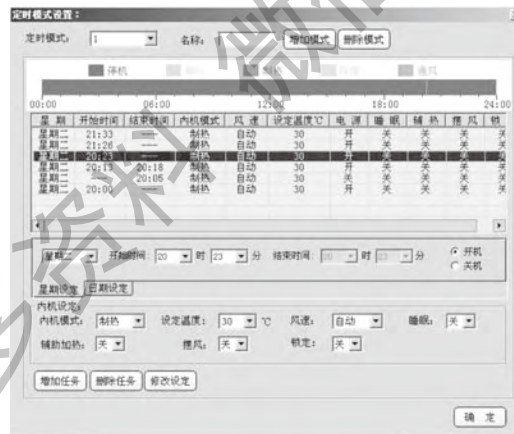 定时模式设置:
定时模式: 1 名称: 增加模式 删除模式
停机 制热 通风
00:00 06:00 12:00 18:00 24:00
星 期 开始时间 结束时间 内机模式 风 速 设定温度℃ 电 源 睡 眠 辅 热 摆 风 锁
星期二 21:33 —— 制热 自动 30 开 关 关 关 关
星期二 21:26 —— 制热 自动 30 开 关 关 关 关
星期二 20:23 —— 制热 自动 30 开 关 关 关 关
星期二 20:13 20:18 制热 自动 30 开 关 关 关 关
星期二 —— 20:05 制热 自动 30 关 关 关 关 关
星期二 20:00 —— 制热 自动 30 开 关 关 关 关
星期二 开始时间: 20 时 23 分 结束时间: 20 时 23 分 开机
关机
星期设定 日期设定
内机设定:
内机模式: 制热 设定温度: 30 ℃ 风速: 自动 睡眠: 关
辅助加热: 关 摆风: 关 锁定: 关
增加任务 删除任务 修改设定
确 定